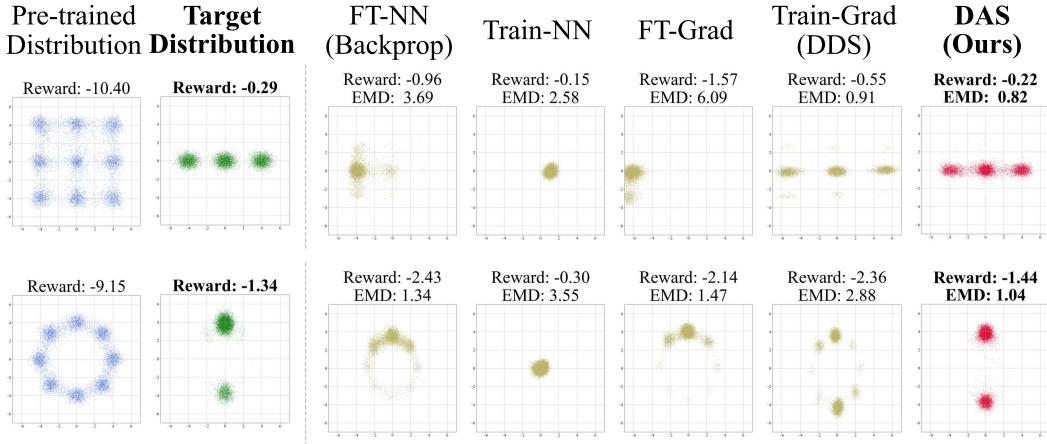 Pre-trained
Distribution
Target
Distribution
FT-NN
(Backprop)
Train-NN
FT-Grad
Train-Grad
(DDS)
DAS
(Ours)
Reward: -10.40
Reward: -0.29
Reward: -0.96
EMD: 3.69
Reward: -0.15
EMD: 2.58
Reward: -1.57
EMD: 6.09
Reward: -0.55
EMD: 0.91
Reward: -0.22
EMD: 0.82
Reward: -9.15
Reward: -1.34
Reward: -2.43
EMD: 1.34
Reward: -0.30
EMD: 3.55
Reward: -2.14
EMD: 1.47
Reward: -2.36
EMD: 2.88
Reward: -1.44
EMD: 1.04